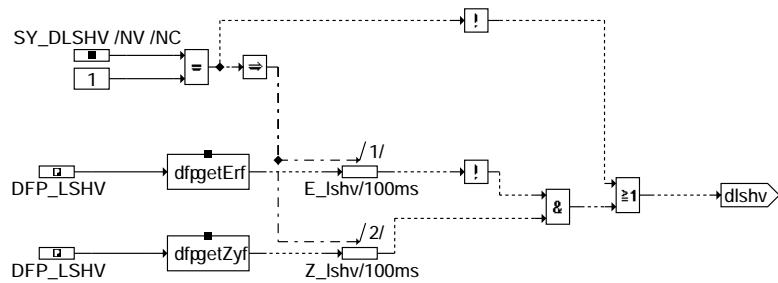 !
SY_DLSHV /NV /NC
1
=
⇒
/1/
dfpgetErf
!
DFP_LSHV
E_lshv/100ms
&
≥1
dlshv
/2/
dfpgetZyf
DFP_LSHV
Z_lshv/100ms